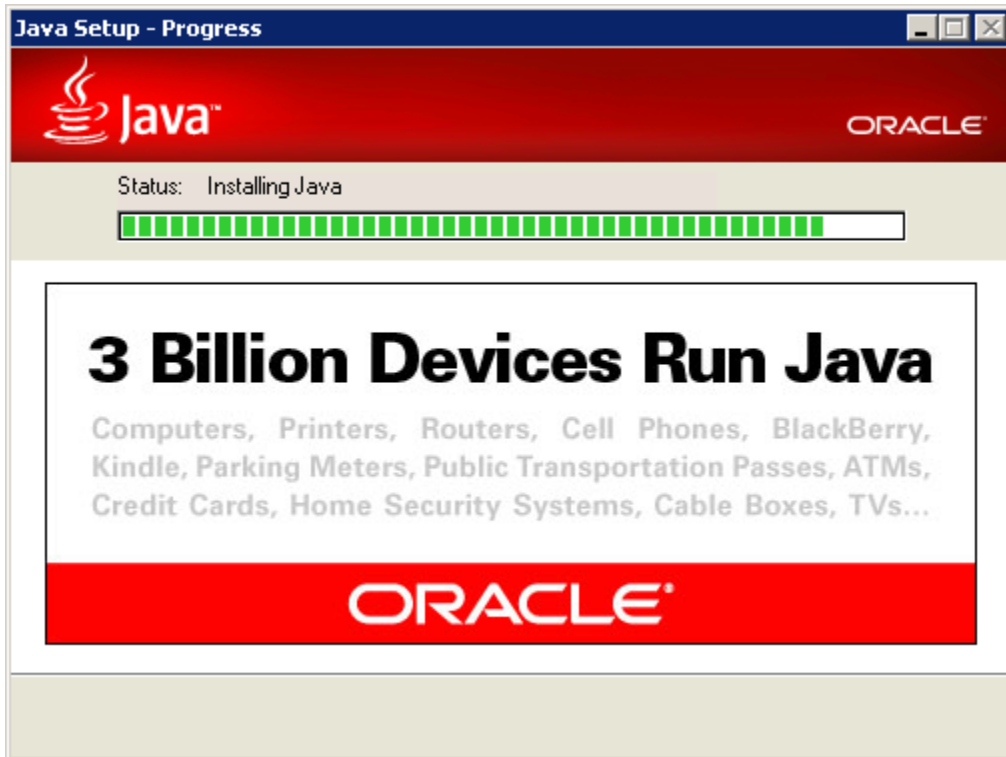 Java Setup - Progress
Java™
ORACLE®
Status: Installing Java
3 Billion Devices Run Java
Computers, Printers, Routers, Cell Phones, BlackBerry,
Kindle, Parking Meters, Public Transportation Passes, ATMs,
Credit Cards, Home Security Systems, Cable Boxes, TVs...
ORACLE®